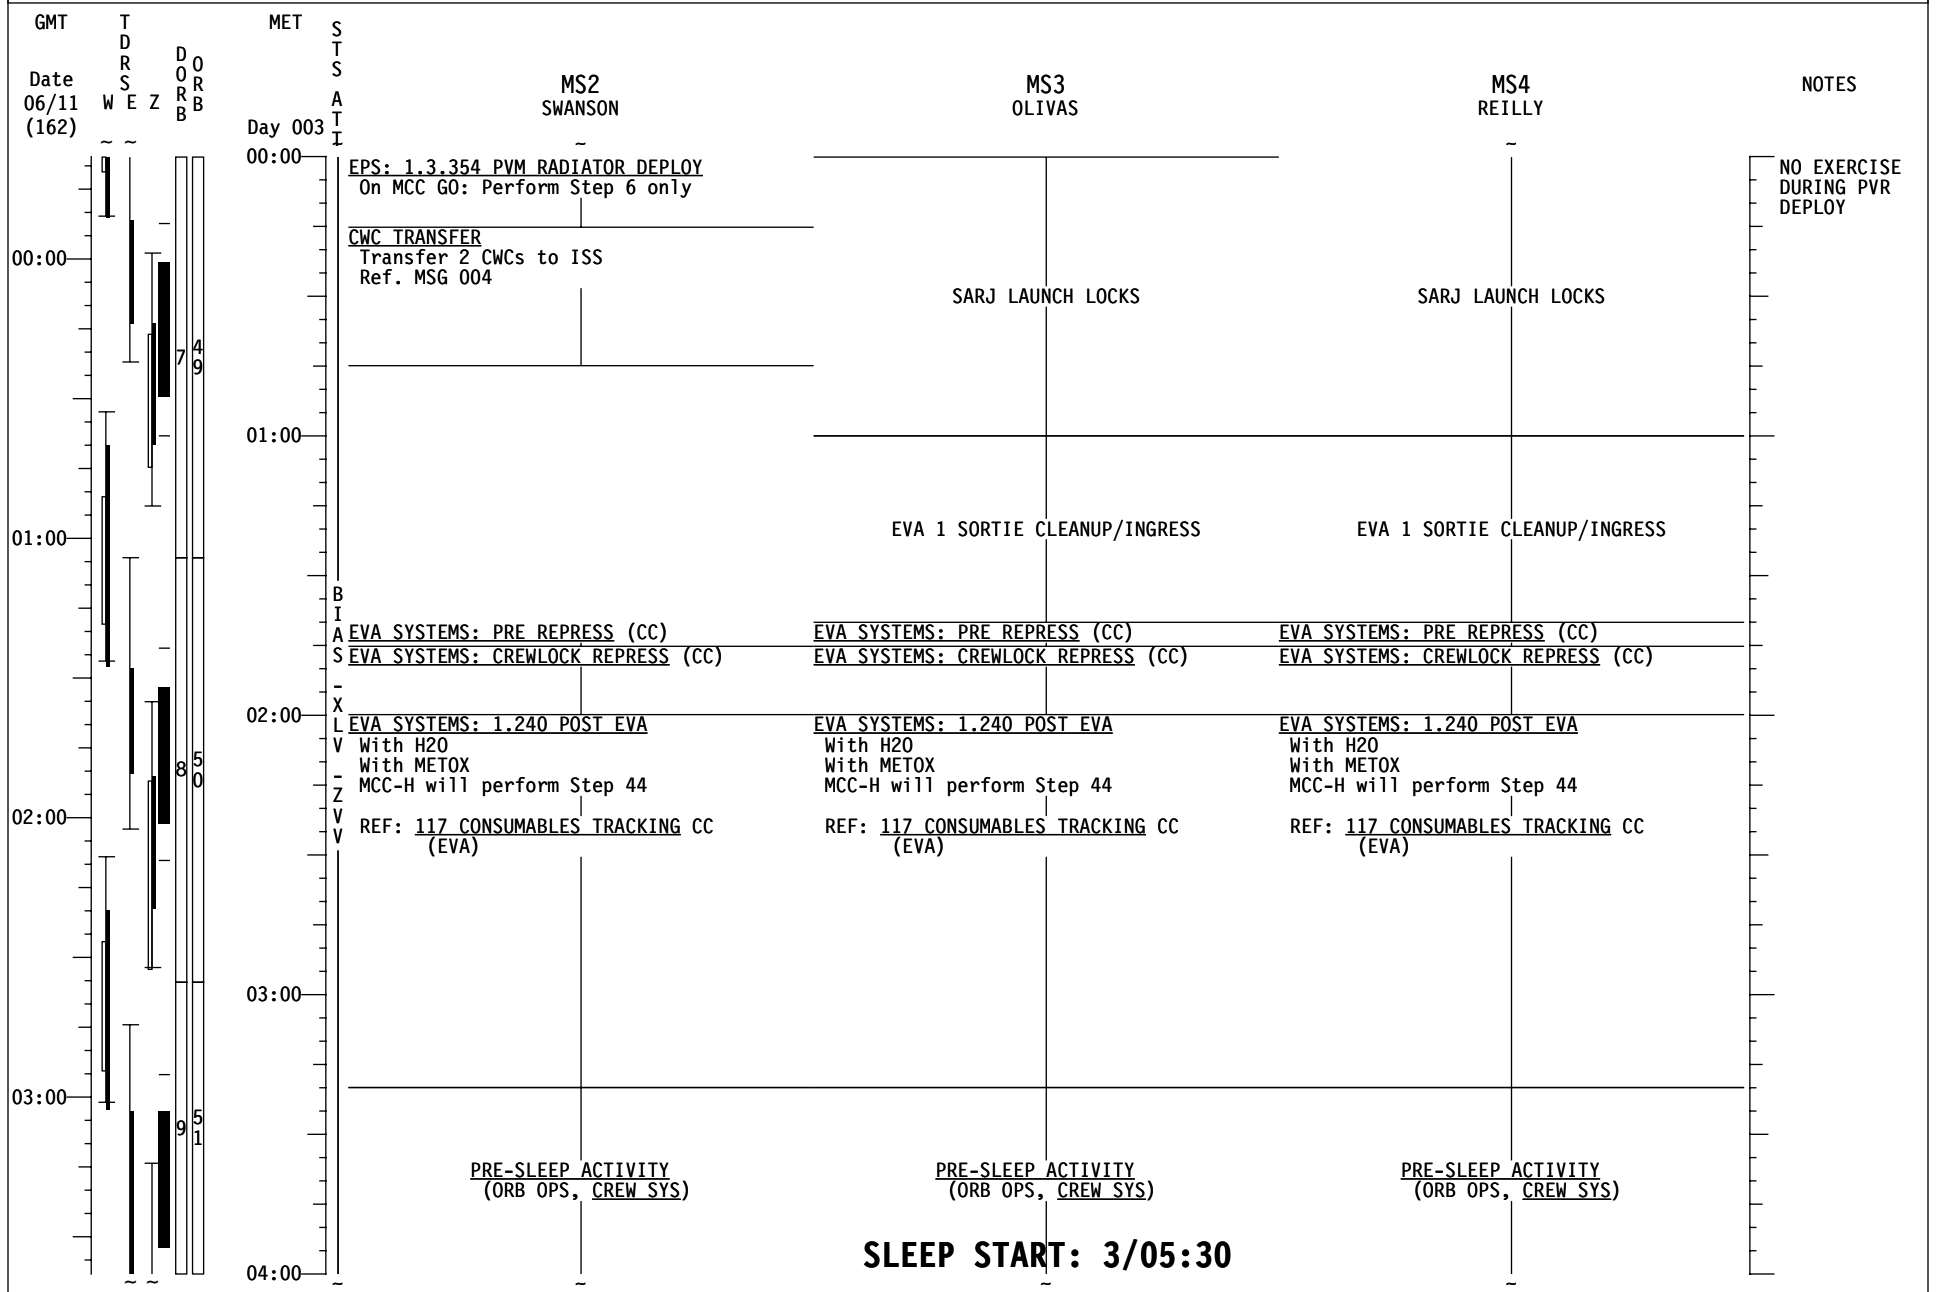 GMT
TDRS
MET
STS ATT
DORB
ORB
Date
06/11
(162)
W E Z
Day 003
MS2
SWANSON
MS3
OLIVAS
MS4
REILLY
NOTES
~ ~ ~ ~
00:00
EPS: 1.3.354 PVM RADIATOR DEPLOY
On MCC GO: Perform Step 6 only
NO EXERCISE
DURING PVR
DEPLOY
CWC TRANSFER
Transfer 2 CWCs to ISS
Ref. MSG 004
00:00
SARJ LAUNCH LOCKS
SARJ LAUNCH LOCKS
7
49
01:00
01:00
EVA 1 SORTIE CLEANUP/INGRESS
EVA 1 SORTIE CLEANUP/INGRESS
BIAS -XLV -ZVV
EVA SYSTEMS: PRE REPRESS (CC)
EVA SYSTEMS: PRE REPRESS (CC)
EVA SYSTEMS: PRE REPRESS (CC)
EVA SYSTEMS: CREWLOCK REPRESS (CC)
EVA SYSTEMS: CREWLOCK REPRESS (CC)
EVA SYSTEMS: CREWLOCK REPRESS (CC)
02:00
EVA SYSTEMS: 1.240 POST EVA
With H2O
With METOX
MCC-H will perform Step 44
REF: 117 CONSUMABLES TRACKING CC
(EVA)
EVA SYSTEMS: 1.240 POST EVA
With H2O
With METOX
MCC-H will perform Step 44
REF: 117 CONSUMABLES TRACKING CC
(EVA)
EVA SYSTEMS: 1.240 POST EVA
With H2O
With METOX
MCC-H will perform Step 44
REF: 117 CONSUMABLES TRACKING CC
(EVA)
8
50
02:00
03:00
03:00
9
51
PRE-SLEEP ACTIVITY
(ORB OPS, CREW SYS)
PRE-SLEEP ACTIVITY
(ORB OPS, CREW SYS)
PRE-SLEEP ACTIVITY
(ORB OPS, CREW SYS)
SLEEP START: 3/05:30
04:00
~ ~ ~ ~ ~ ~